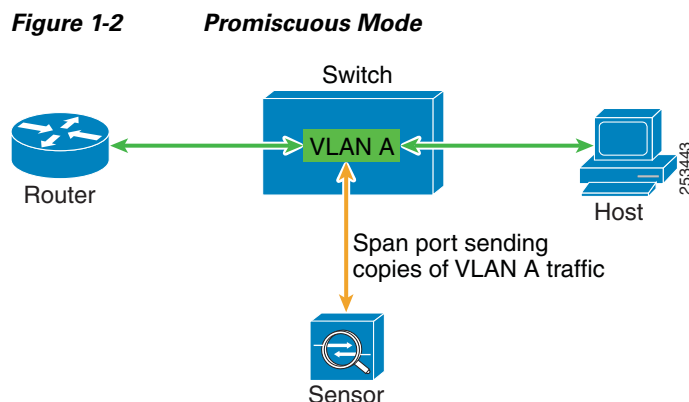 Figure 1-2 Promiscuous Mode
Switch
VLAN A
Router
Host
253443
Span port sending
copies of VLAN A traffic
Sensor